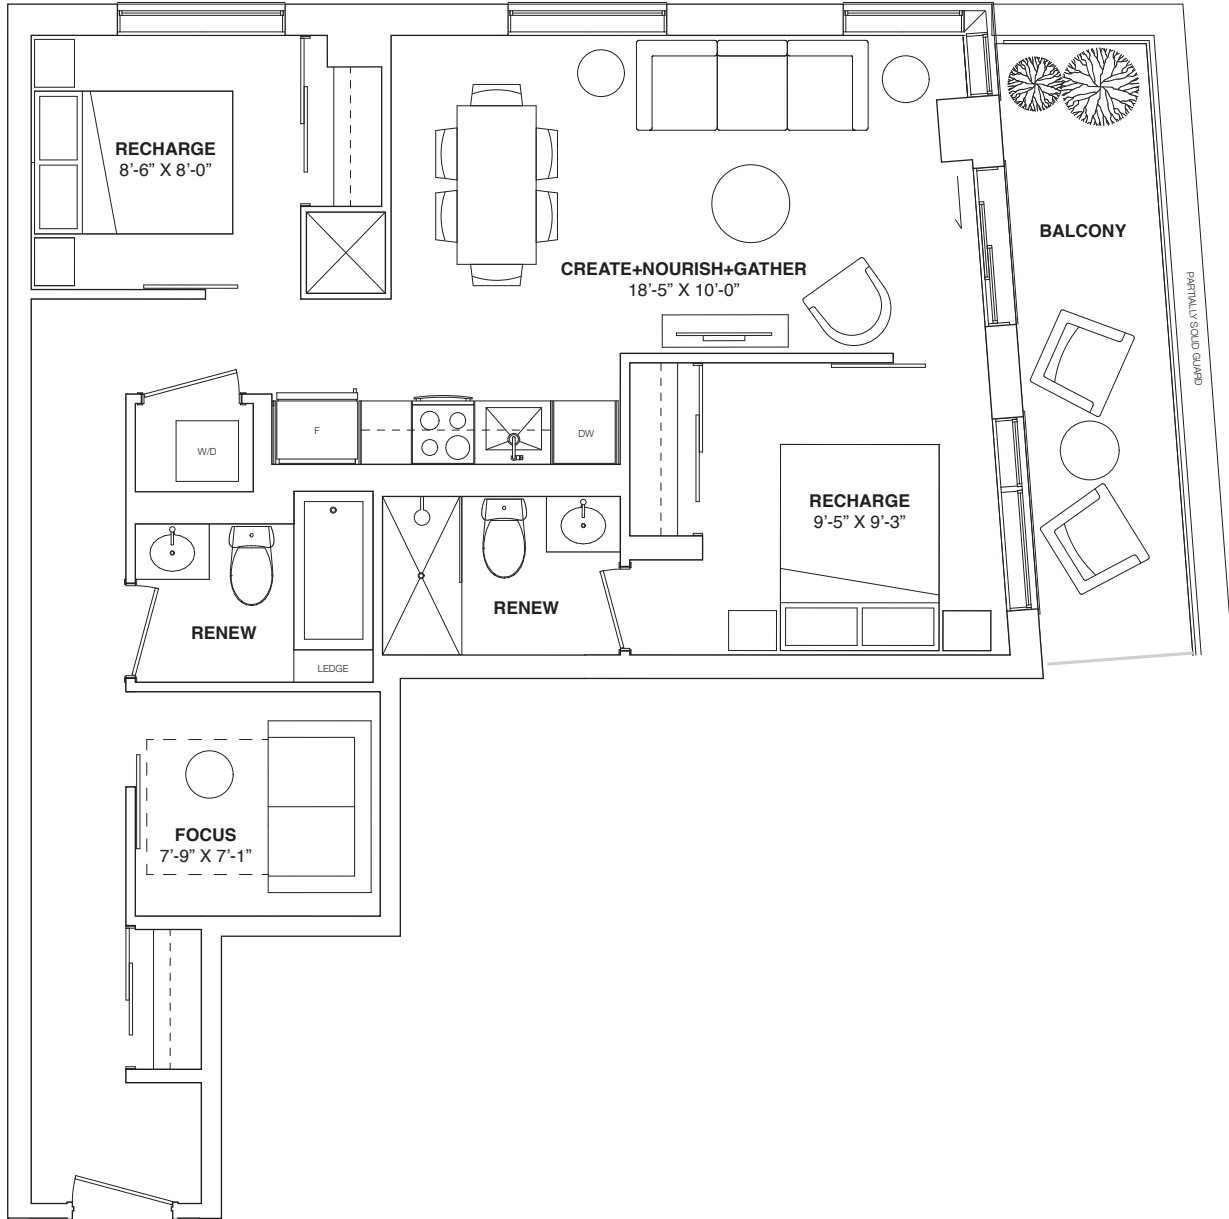 RECHARGE
8’-6” X 8’-0”
CREATE+NOURISH+GATHER
18’-5” X 10’-0”
BALCONY
PARTIALLY SOLID GUARD
F
DW
W/D
RECHARGE
9’-5” X 9’-3”
RENEW
RENEW
LEDGE
FOCUS
7’-9” X 7’-1”